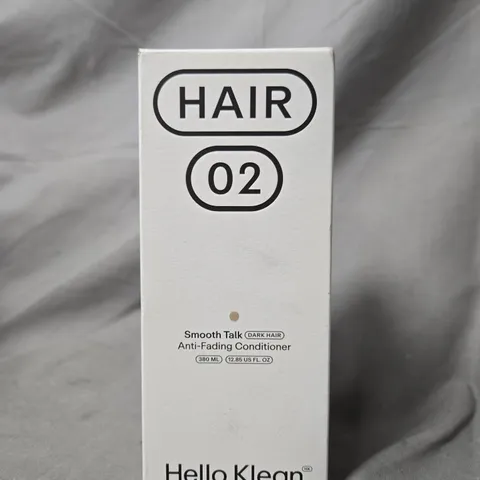 HAIR
02
Smooth Talk DARK HAIR
Anti-Fading Conditioner
380 ML 12.85 US FL. OZ
Hello Klean